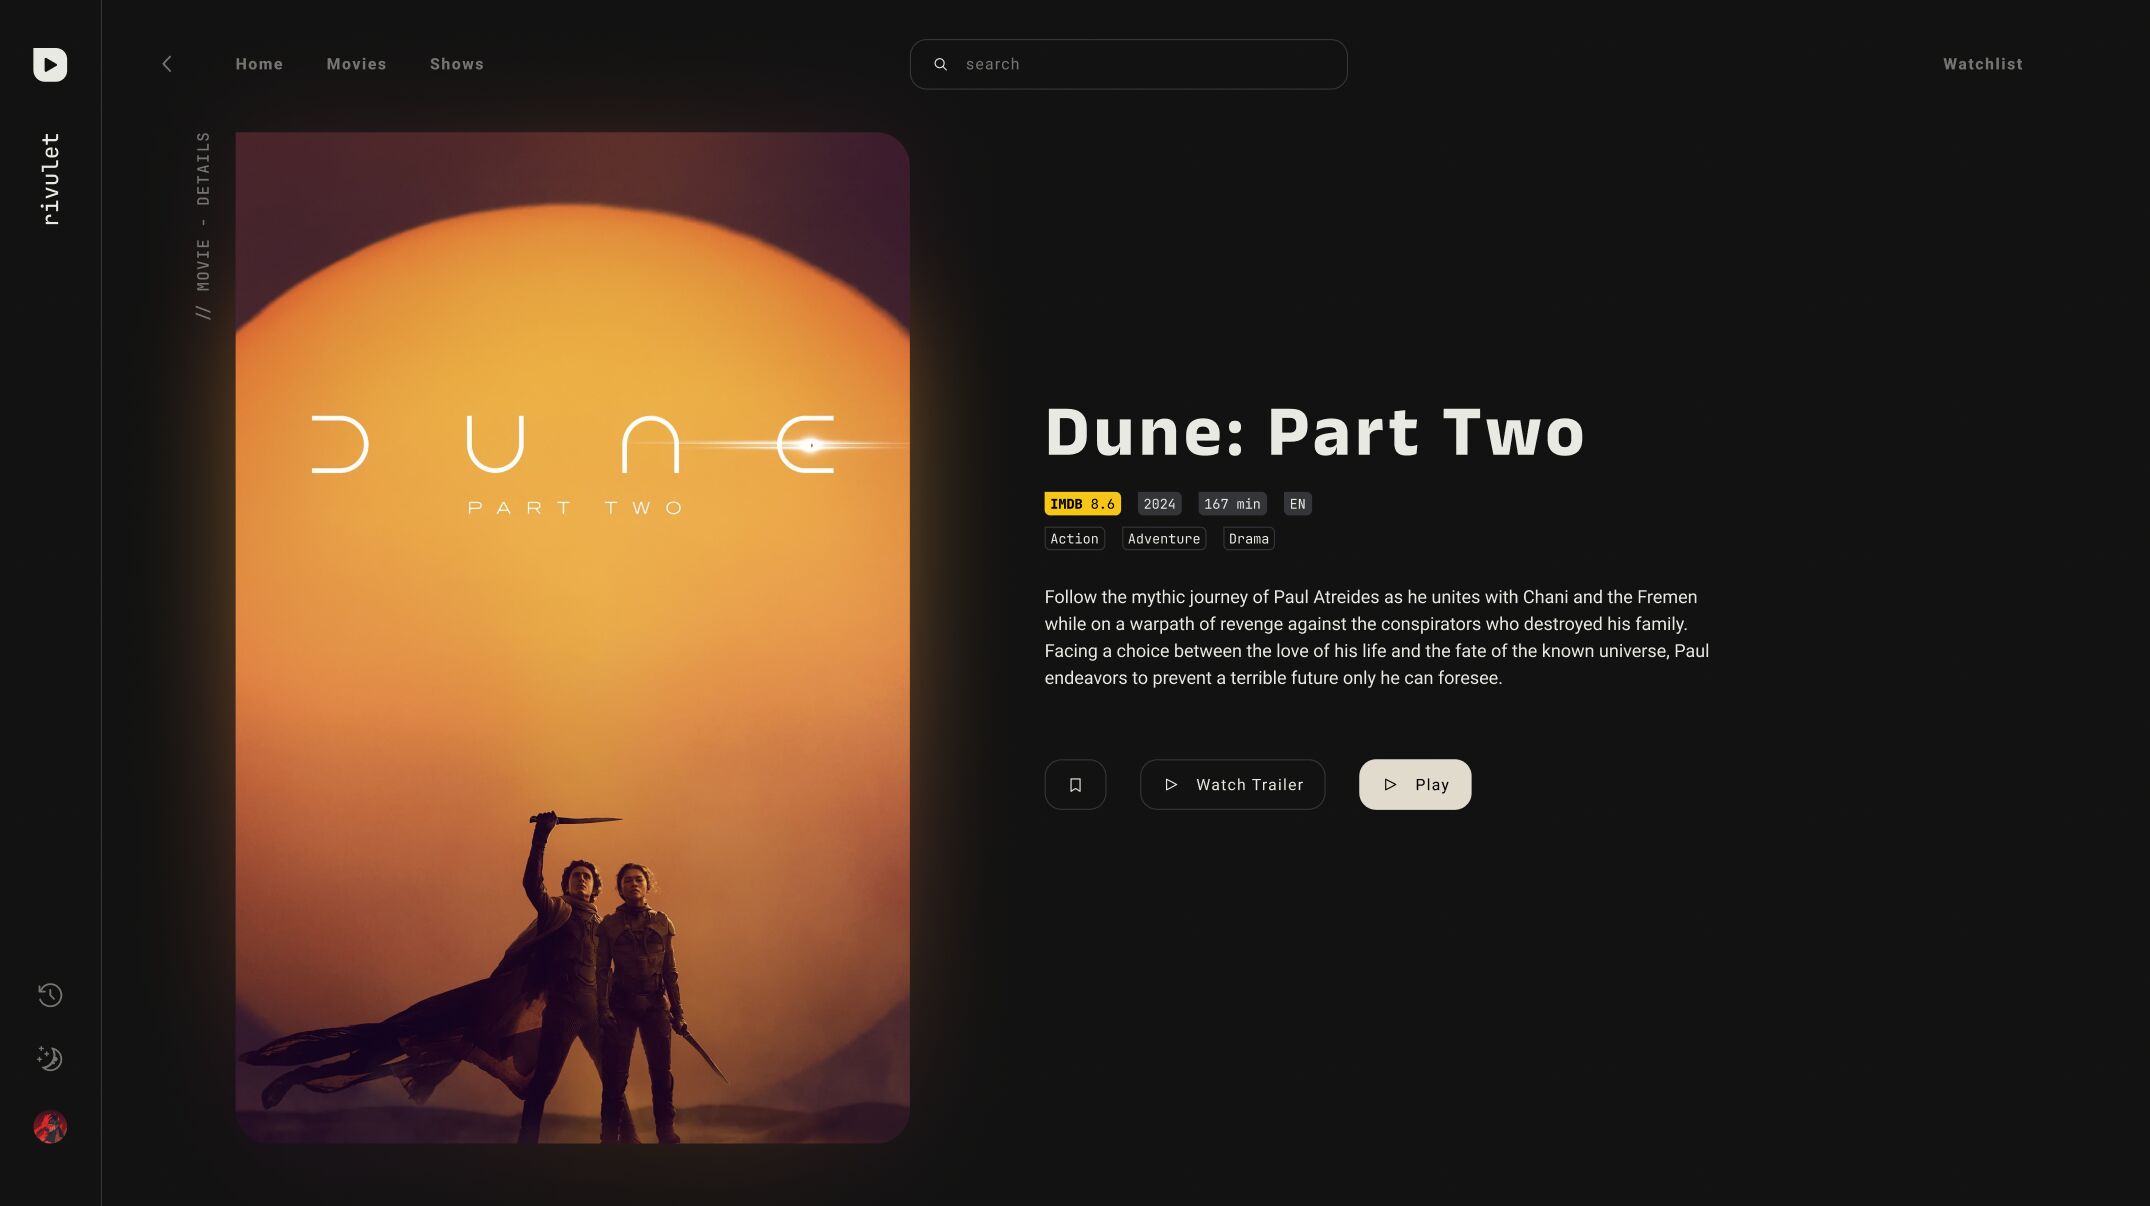 rivulet
Home
Movies
Shows
search
Watchlist
// MOVIE - DETAILS
DUNE
PART TWO
Dune: Part Two
IMDB 8.6
2024
167 min
EN
Action
Adventure
Drama
Follow the mythic journey of Paul Atreides as he unites with Chani and the Fremen
while on a warpath of revenge against the conspirators who destroyed his family.
Facing a choice between the love of his life and the fate of the known universe, Paul
endeavors to prevent a terrible future only he can foresee.
Watch Trailer
Play